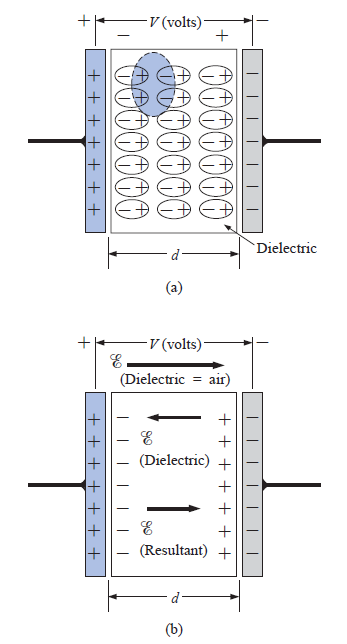 + V (volts) −
− +
Dielectric
d
(a)
+ V (volts) −
ℰ
(Dielectric = air)
ℰ
(Dielectric)
ℰ
(Resultant)
d
(b)